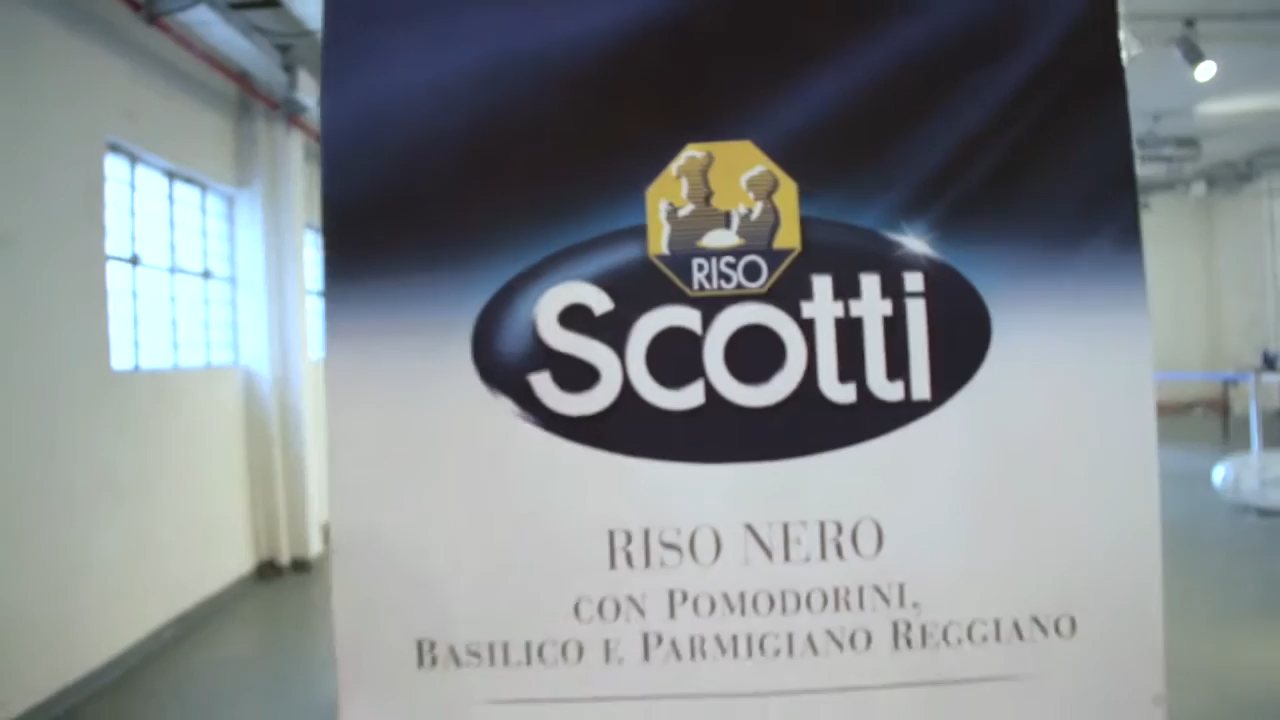 RISO
Scotti
RISO NERO
CON POMODORINI,
BASILICO E PARMIGIANO REGGIANO